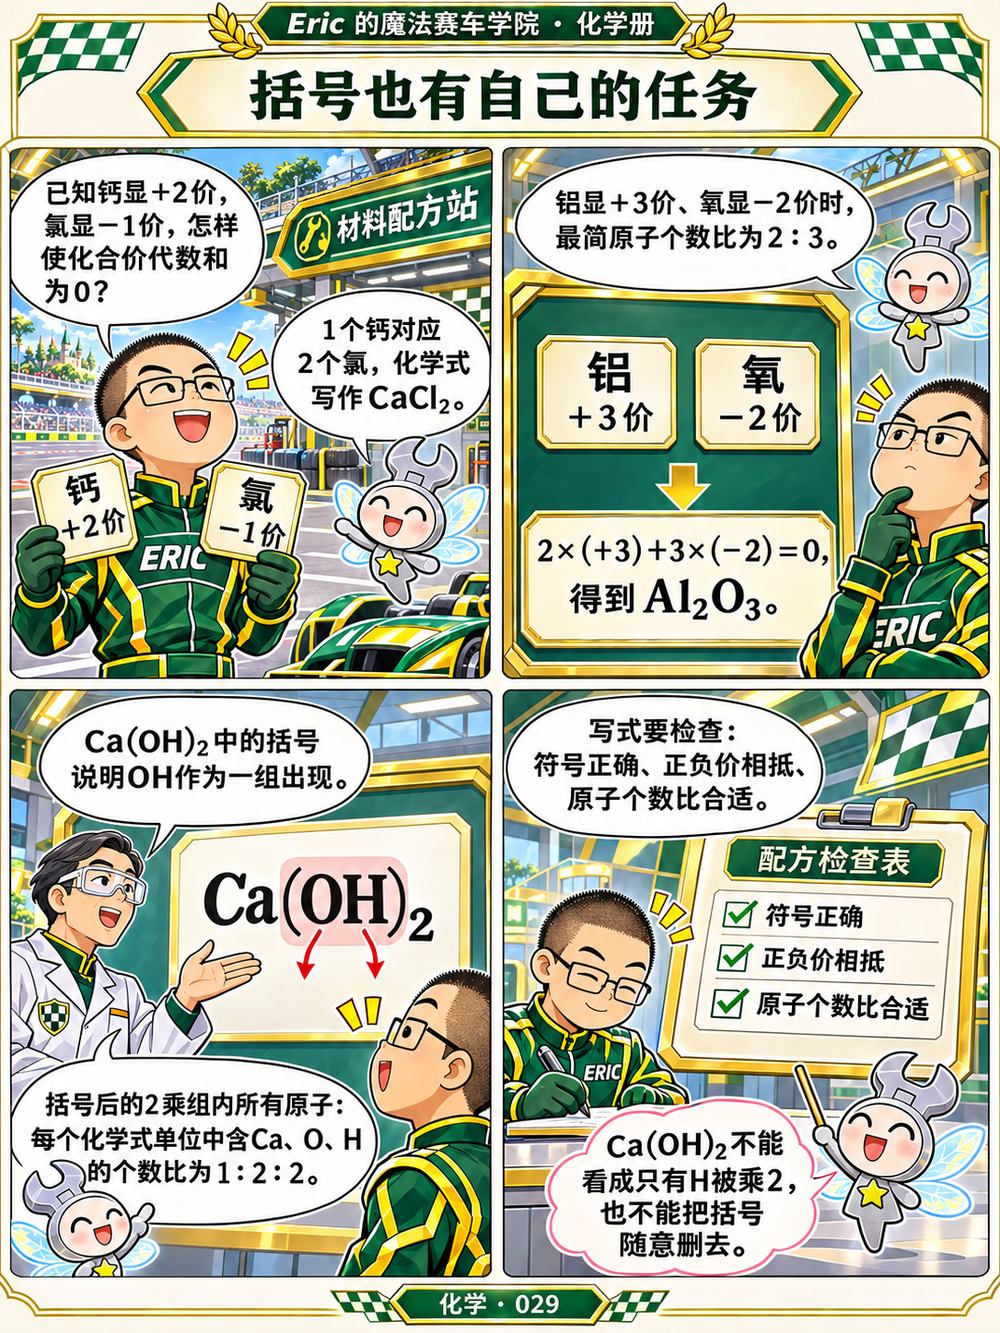 Eric 的魔法赛车学院 · 化学册
括号也有自己的任务
已知钙显+2价，
氯显−1价，怎样
使化合价代数和
为0？
材料配方站
1个钙对应
2个氯，化学式
写作 CaCl₂。
钙
+2价
氯
−1价
ERIC
铝显+3价、氧显−2价时，
最简原子个数比为2：3。
铝
+3价
氧
−2价
2×(+3)+3×(−2)=0,
得到 Al₂O₃。
ERIC
Ca(OH)₂中的括号
说明OH作为一组出现。
Ca(OH)₂
括号后的2乘组内所有原子：
每个化学式单位中含Ca、O、H
的个数比为1：2：2。
写式要检查：
符号正确、正负价相抵、
原子个数比合适。
配方检查表
符号正确
正负价相抵
原子个数比合适
ERIC
Ca(OH)₂不能
看成只有H被乘2，
也不能把括号
随意删去。
化学 · 029